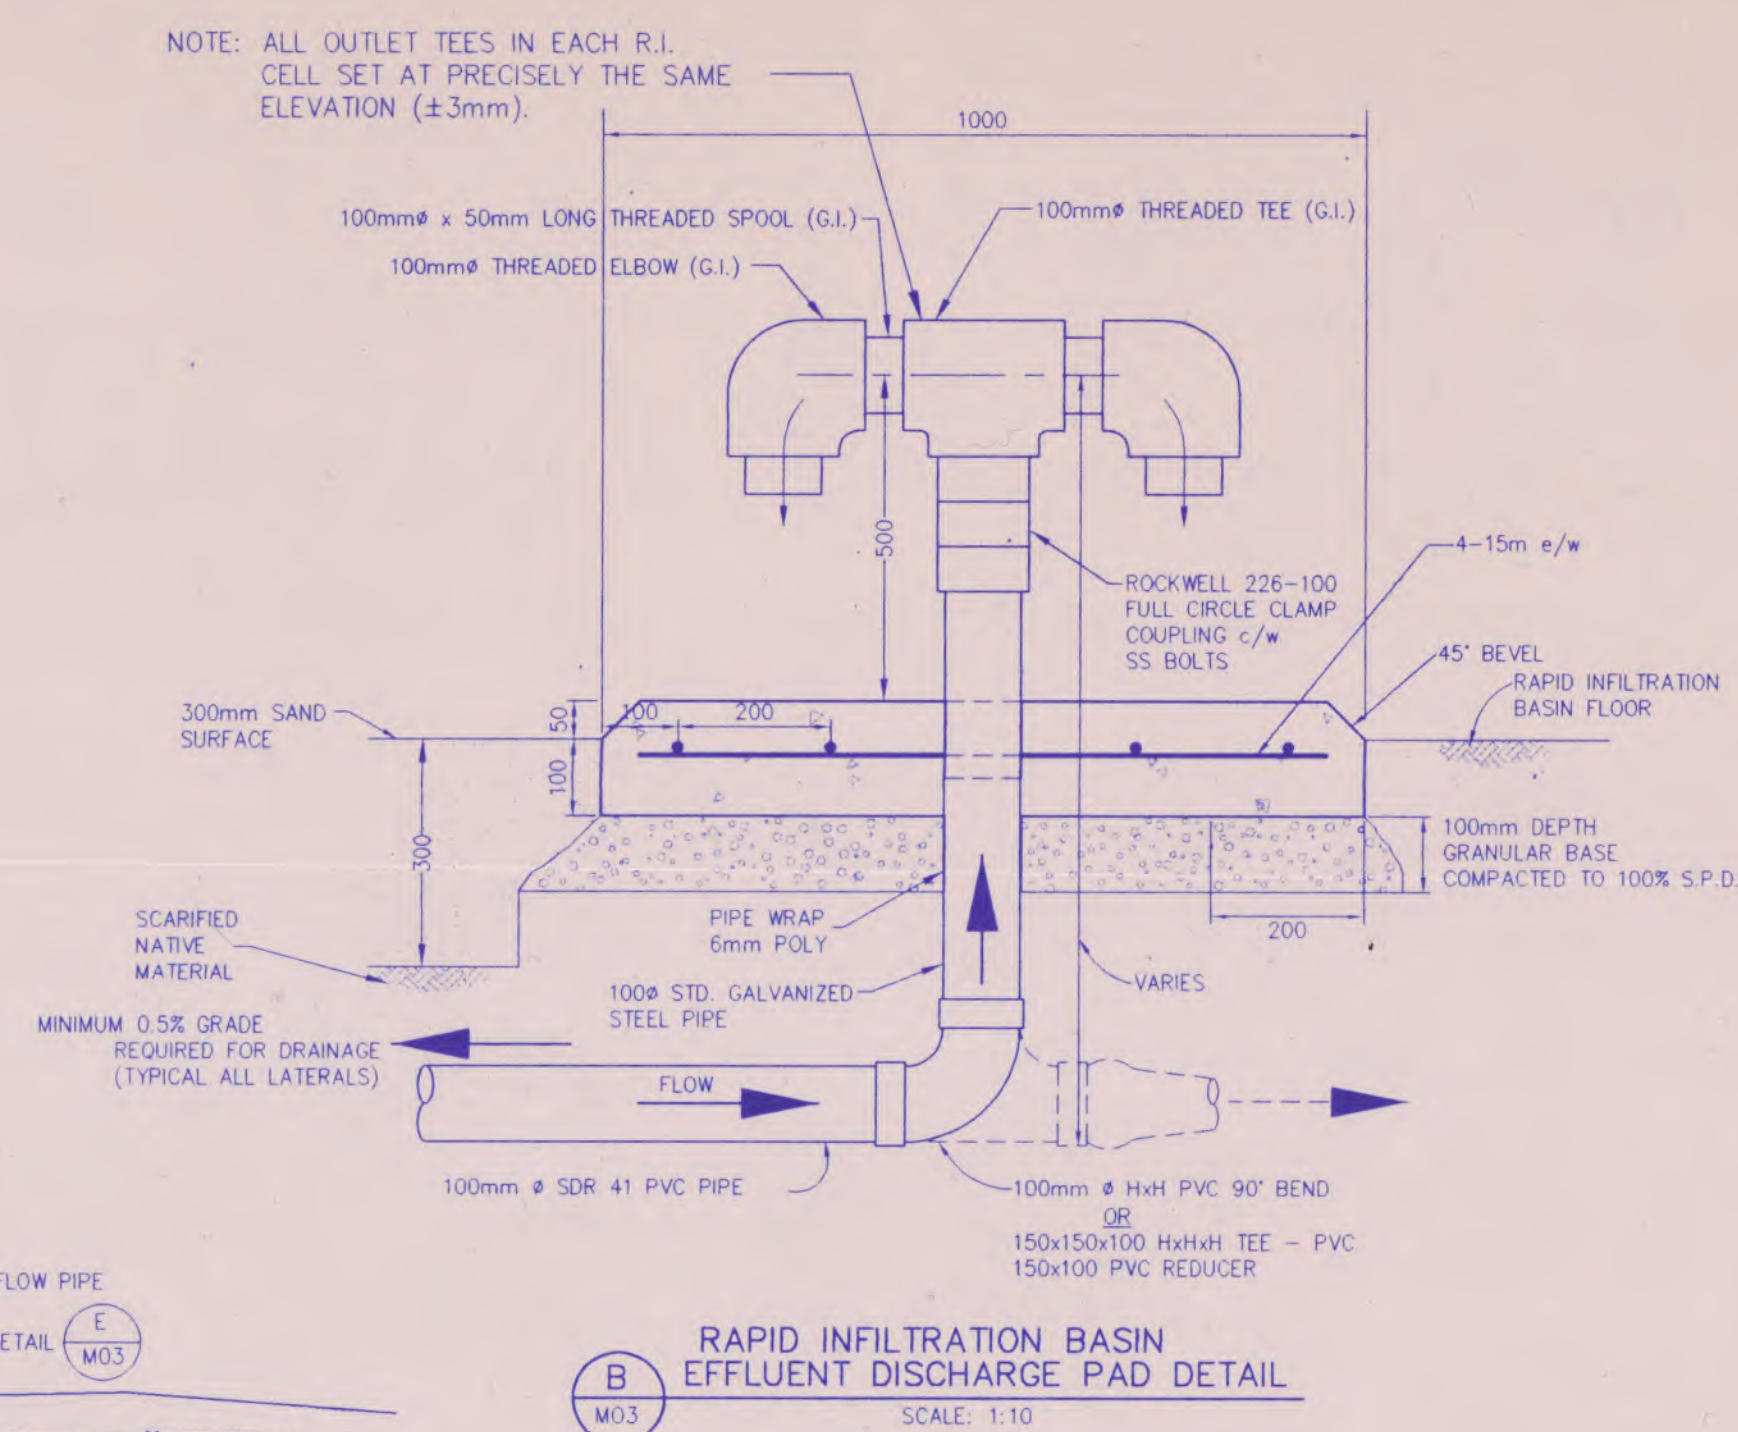 NOTE: ALL OUTLET TEES IN EACH R.I.
CELL SET AT PRECISELY THE SAME
ELEVATION (±3mm).
1000
100mmø x 50mm LONG THREADED SPOOL (G.I.)
100mmø THREADED TEE (G.I.)
100mmø THREADED ELBOW (G.I.)
500
4-15m e/w
ROCKWELL 226-100
FULL CIRCLE CLAMP
COUPLING c/w
SS BOLTS
45° BEVEL
RAPID INFILTRATION
BASIN FLOOR
300mm SAND
SURFACE
50
100
200
100
300
100mm DEPTH
GRANULAR BASE
COMPACTED TO 100% S.P.D.
200
SCARIFIED
NATIVE
MATERIAL
PIPE WRAP
6mm POLY
100ø STD. GALVANIZED
STEEL PIPE
VARIES
MINIMUM 0.5% GRADE
REQUIRED FOR DRAINAGE
(TYPICAL ALL LATERALS)
FLOW
100mm ø SDR 41 PVC PIPE
100mm ø HxH PVC 90° BEND
OR
150x150x100 HxHxH TEE - PVC
150x100 PVC REDUCER
FLOW PIPE
ETAIL
E
M03
B
M03
RAPID INFILTRATION BASIN
EFFLUENT DISCHARGE PAD DETAIL
SCALE: 1:10